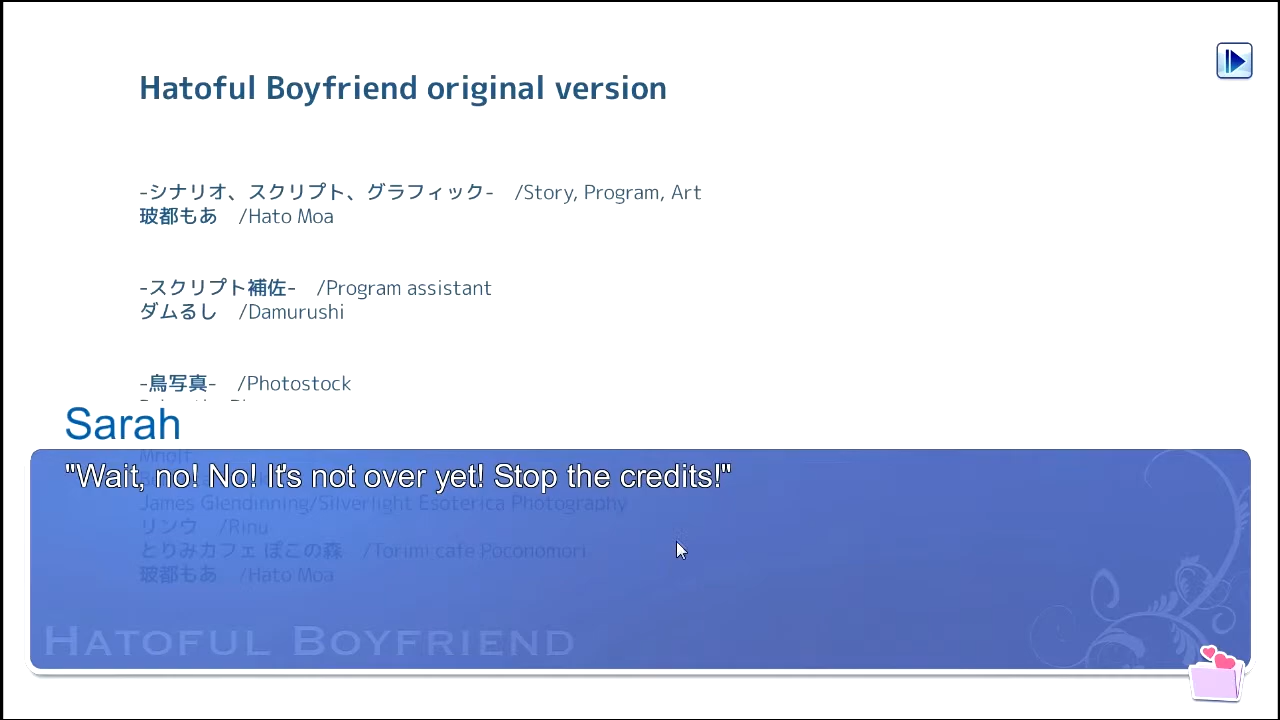 Hatoful Boyfriend original version
-シナリオ、スクリプト、グラフィック- /Story, Program, Art
玻都もあ /Hato Moa
-スクリプト補佐- /Program assistant
ダムるし /Damurushi
-鳥写真- /Photostock
Sarah
"Wait, no! No! It's not over yet! Stop the credits!"
James Glendinning/Silverlight Esoterica Photography
リンウ /Rinu
とりみカフェ ぽこの森 /Torimi cafe Poconomori
玻都もあ /Hato Moa
HATOFUL BOYFRIEND